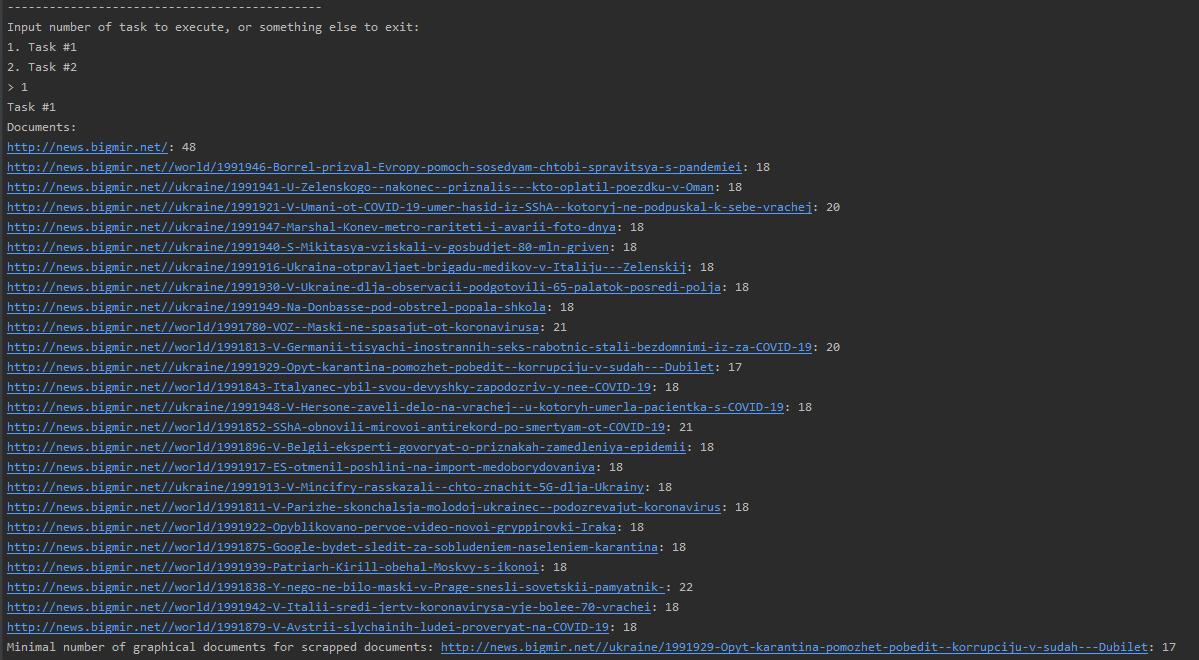 ---------------------------------------------
Input number of task to execute, or something else to exit:
1. Task #1
2. Task #2
> 1
Task #1
Documents:
http://news.bigmir.net/: 48
http://news.bigmir.net//world/1991946-Borrel-prizval-Evropy-pomoch-sosedyam-chtobi-spravitsya-s-pandemiei: 18
http://news.bigmir.net//ukraine/1991941-U-Zelenskogo--nakonec--priznalis---kto-oplatil-poezdku-v-Oman: 18
http://news.bigmir.net//ukraine/1991921-V-Umani-ot-COVID-19-umer-hasid-iz-SShA--kotoryj-ne-podpuskal-k-sebe-vrachej: 20
http://news.bigmir.net//ukraine/1991947-Marshal-Konev-metro-rariteti-i-avarii-foto-dnya: 18
http://news.bigmir.net//ukraine/1991940-S-Mikitasya-vziskali-v-gosbudjet-80-mln-griven: 18
http://news.bigmir.net//ukraine/1991916-Ukraina-otpravljaet-brigadu-medikov-v-Italiju---Zelenskij: 18
http://news.bigmir.net//ukraine/1991930-V-Ukraine-dlja-observacii-podgotovili-65-palatok-posredi-polja: 18
http://news.bigmir.net//ukraine/1991949-Na-Donbasse-pod-obstrel-popala-shkola: 18
http://news.bigmir.net//world/1991780-VOZ--Maski-ne-spasajut-ot-koronavirusa: 21
http://news.bigmir.net//world/1991813-V-Germanii-tisyachi-inostrannih-seks-rabotnic-stali-bezdomnimi-iz-za-COVID-19: 20
http://news.bigmir.net//ukraine/1991929-Opyt-karantina-pomozhet-pobedit--korrupciju-v-sudah---Dubilet: 17
http://news.bigmir.net//world/1991843-Italyanec-ybil-svou-devyshky-zapodozriv-y-nee-COVID-19: 18
http://news.bigmir.net//ukraine/1991948-V-Hersone-zaveli-delo-na-vrachej--u-kotoryh-umerla-pacientka-s-COVID-19: 18
http://news.bigmir.net//world/1991852-SShA-obnovili-mirovoi-antirekord-po-smertyam-ot-COVID-19: 21
http://news.bigmir.net//world/1991896-V-Belgii-eksperti-govoryat-o-priznakah-zamedleniya-epidemii: 18
http://news.bigmir.net//world/1991917-ES-otmenil-poshlini-na-import-medoborydovaniya: 18
http://news.bigmir.net//ukraine/1991913-V-Mincifry-rasskazali--chto-znachit-5G-dlja-Ukrainy: 18
http://news.bigmir.net//ukraine/1991811-V-Parizhe-skonchalsja-molodoj-ukrainec--podozrevajut-koronavirus: 18
http://news.bigmir.net//world/1991922-Opyblikovano-pervoe-video-novoi-gryppirovki-Iraka: 18
http://news.bigmir.net//world/1991875-Google-bydet-sledit-za-sobludeniem-naseleniem-karantina: 18
http://news.bigmir.net//world/1991939-Patriarh-Kirill-obehal-Moskvy-s-ikonoi: 18
http://news.bigmir.net//world/1991838-Y-nego-ne-bilo-maski-v-Prage-snesli-sovetskii-pamyatnik-: 22
http://news.bigmir.net//world/1991942-V-Italii-sredi-jertv-koronavirysa-yje-bolee-70-vrachei: 18
http://news.bigmir.net//world/1991879-V-Avstrii-slychainih-ludei-proveryat-na-COVID-19: 18
Minimal number of graphical documents for scrapped documents: http://news.bigmir.net//ukraine/1991929-Opyt-karantina-pomozhet-pobedit--korrupciju-v-sudah---Dubilet: 17